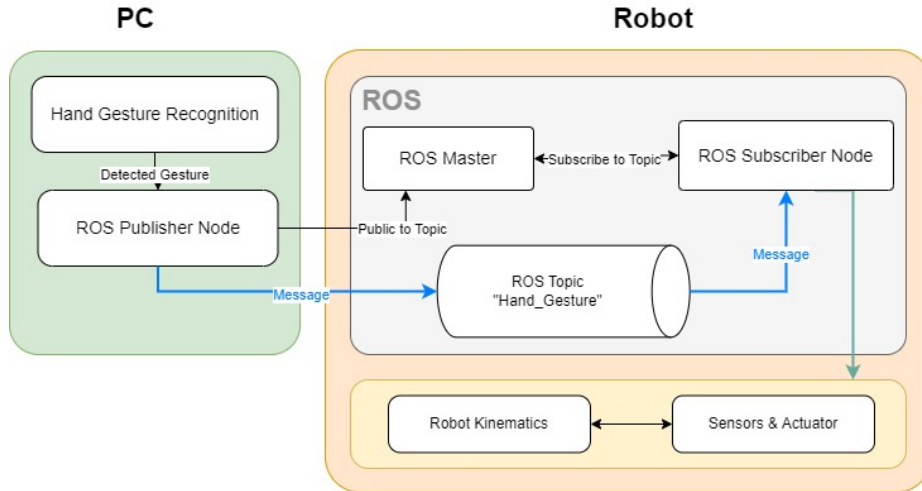 PC
Robot
Hand Gesture Recognition
Detected Gesture
ROS Publisher Node
ROS
ROS Master
Subscribe to Topic
ROS Subscriber Node
Public to Topic
Message
ROS Topic
"Hand_Gesture"
Message
Robot Kinematics
Sensors & Actuator